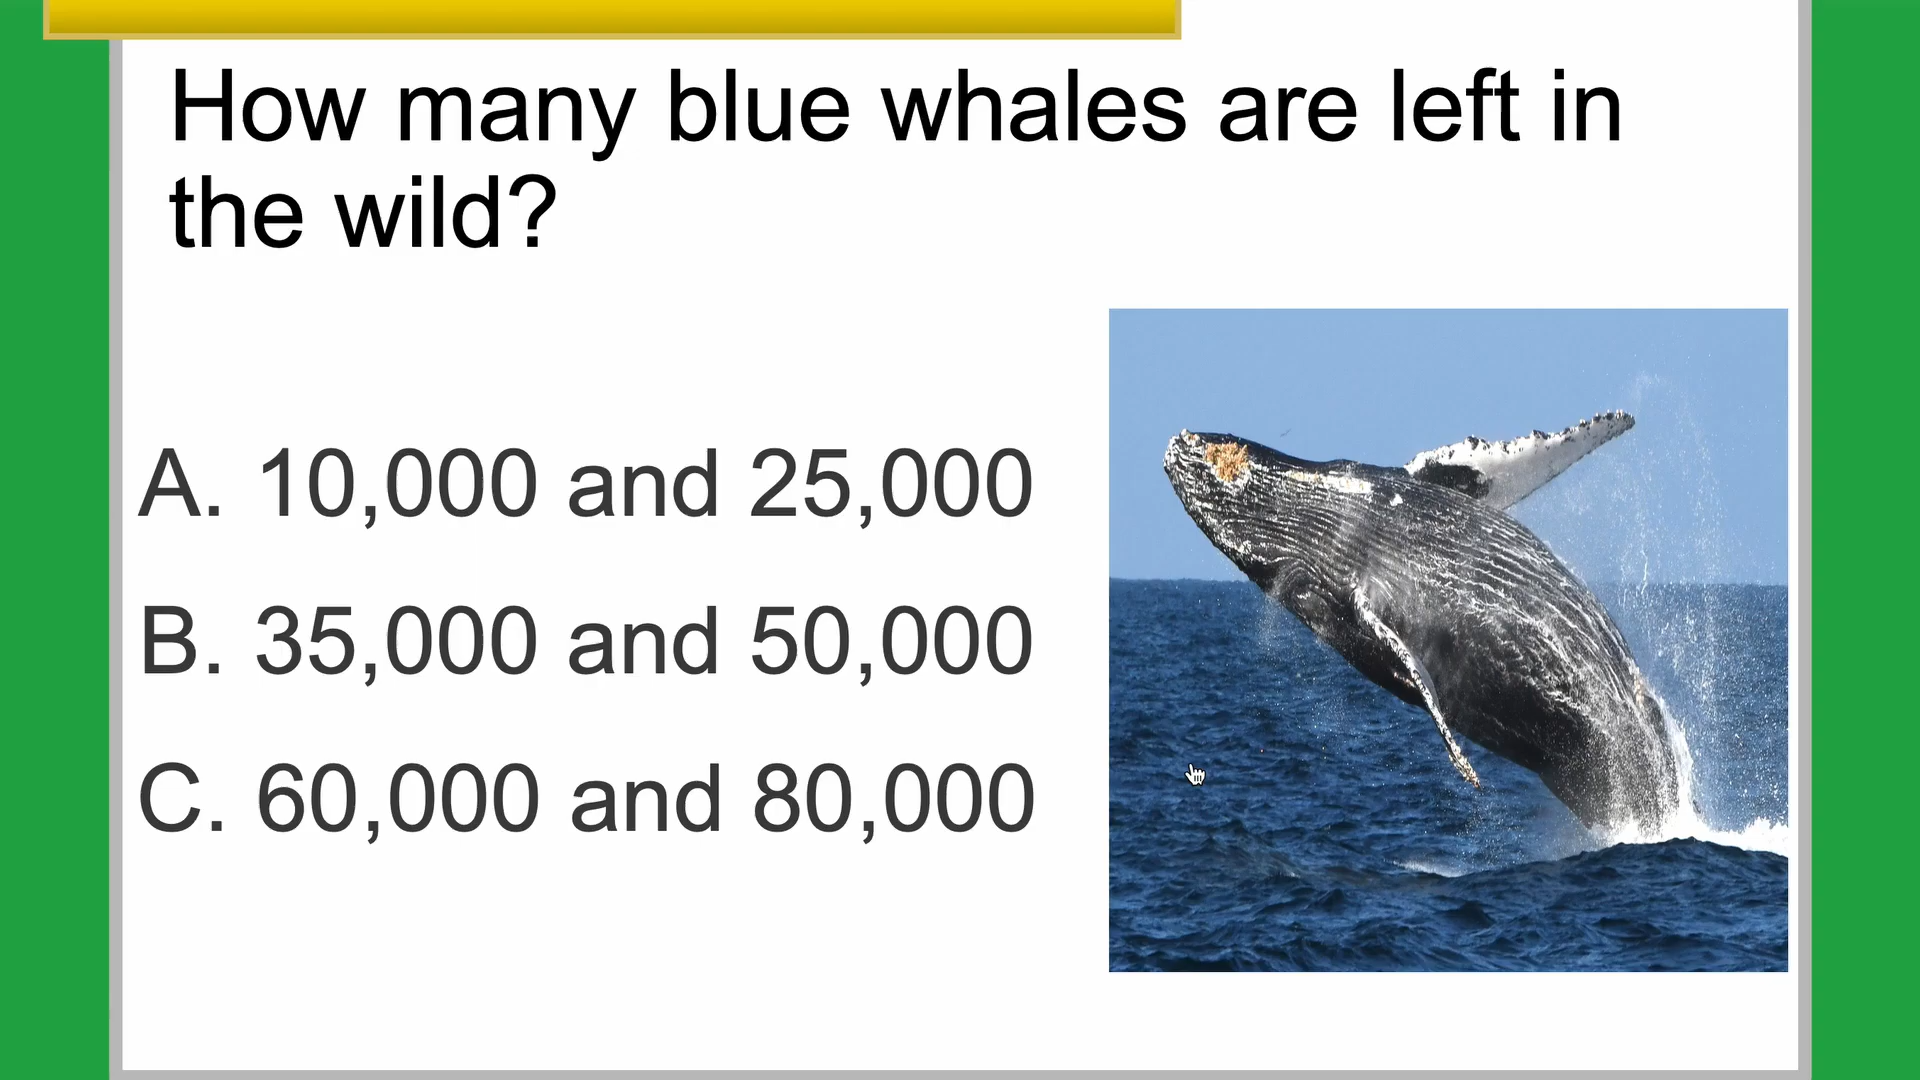 How many blue whales are left in
the wild?
A. 10,000 and 25,000
B. 35,000 and 50,000
C. 60,000 and 80,000